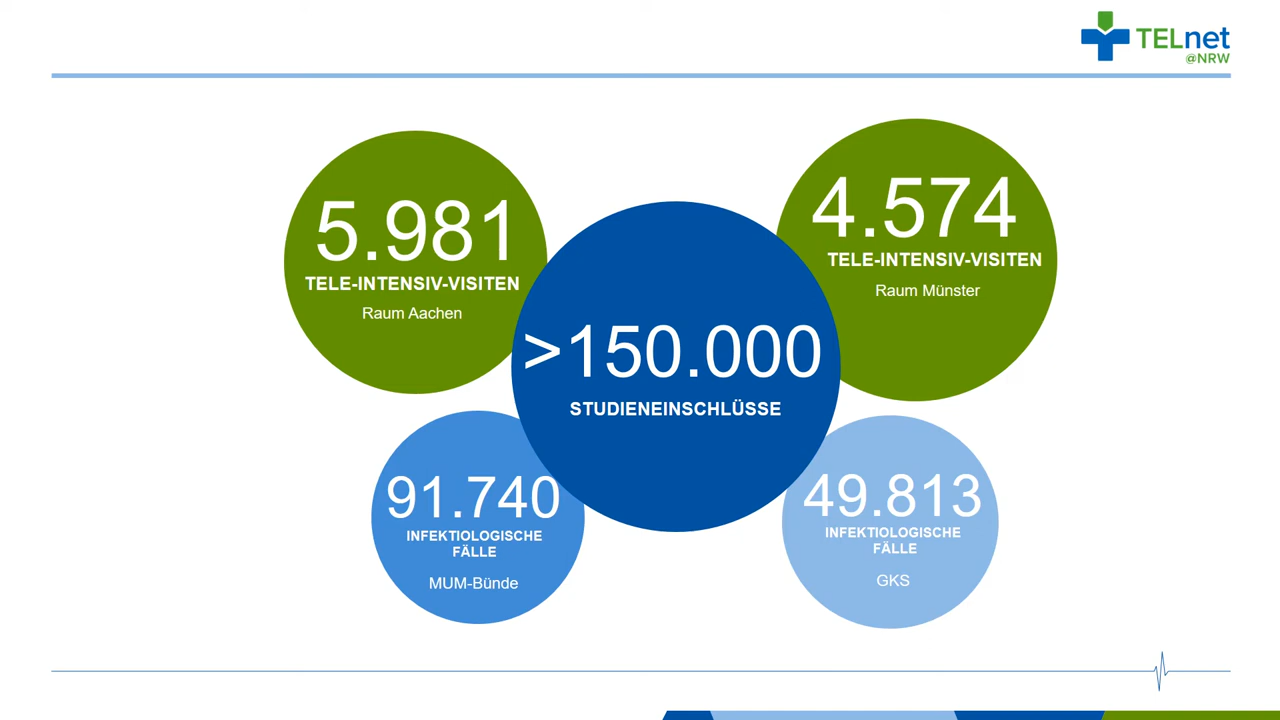 TELnet
@NRW
5.981
TELE-INTENSIV-VISITEN
Raum Aachen
4.574
TELE-INTENSIV-VISITEN
Raum Münster
>150.000
STUDIENEINSCHLÜSSE
91.740
INFEKTIOLOGISCHE
FÄLLE
MUM-Bünde
49.813
INFEKTIOLOGISCHE
FÄLLE
GKS